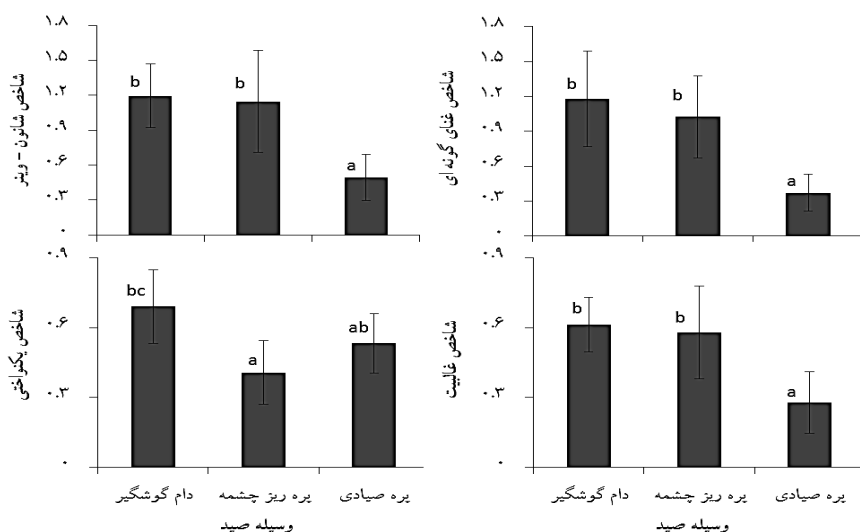 شاخص شانون - وینر
۱.۸
۱.۵
۱.۲
۰.۹
۰.۶
۰.۳
۰
b
b
a
شاخص غنای گونه ای
۱.۸
۱.۵
۱.۲
۰.۹
۰.۶
۰.۳
۰
b
b
a
شاخص یکنواختی
۰.۹
۰.۶
۰.۳
۰
bc
a
ab
دام گوشگیر
پره ریز چشمه
پره صیادی
وسیله صید
شاخص غالبیت
۰.۹
۰.۶
۰.۳
۰
b
b
a
دام گوشگیر
پره ریز چشمه
پره صیادی
وسیله صید